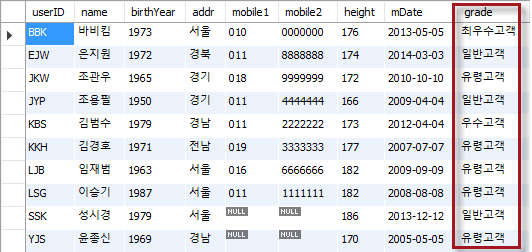 userID name birthYear addr mobile1 mobile2 height mDate grade
BBK 바비킴 1973 서울 010 0000000 176 2013-05-05 최우수고객
EJW 은지원 1972 경북 011 8888888 174 2014-03-03 일반고객
JKW 조관우 1965 경기 018 9999999 172 2010-10-10 유령고객
JYP 조용필 1950 경기 011 4444444 166 2009-04-04 일반고객
KBS 김범수 1979 경남 011 2222222 173 2012-04-04 우수고객
KKH 김경호 1971 전남 019 3333333 177 2007-07-07 유령고객
LJB 임재범 1963 서울 016 6666666 182 2009-09-09 유령고객
LSG 이승기 1987 서울 011 1111111 182 2008-08-08 유령고객
SSK 성시경 1979 서울 NULL NULL 186 2013-12-12 일반고객
YJS 윤종신 1969 경남 NULL NULL 170 2005-05-05 유령고객